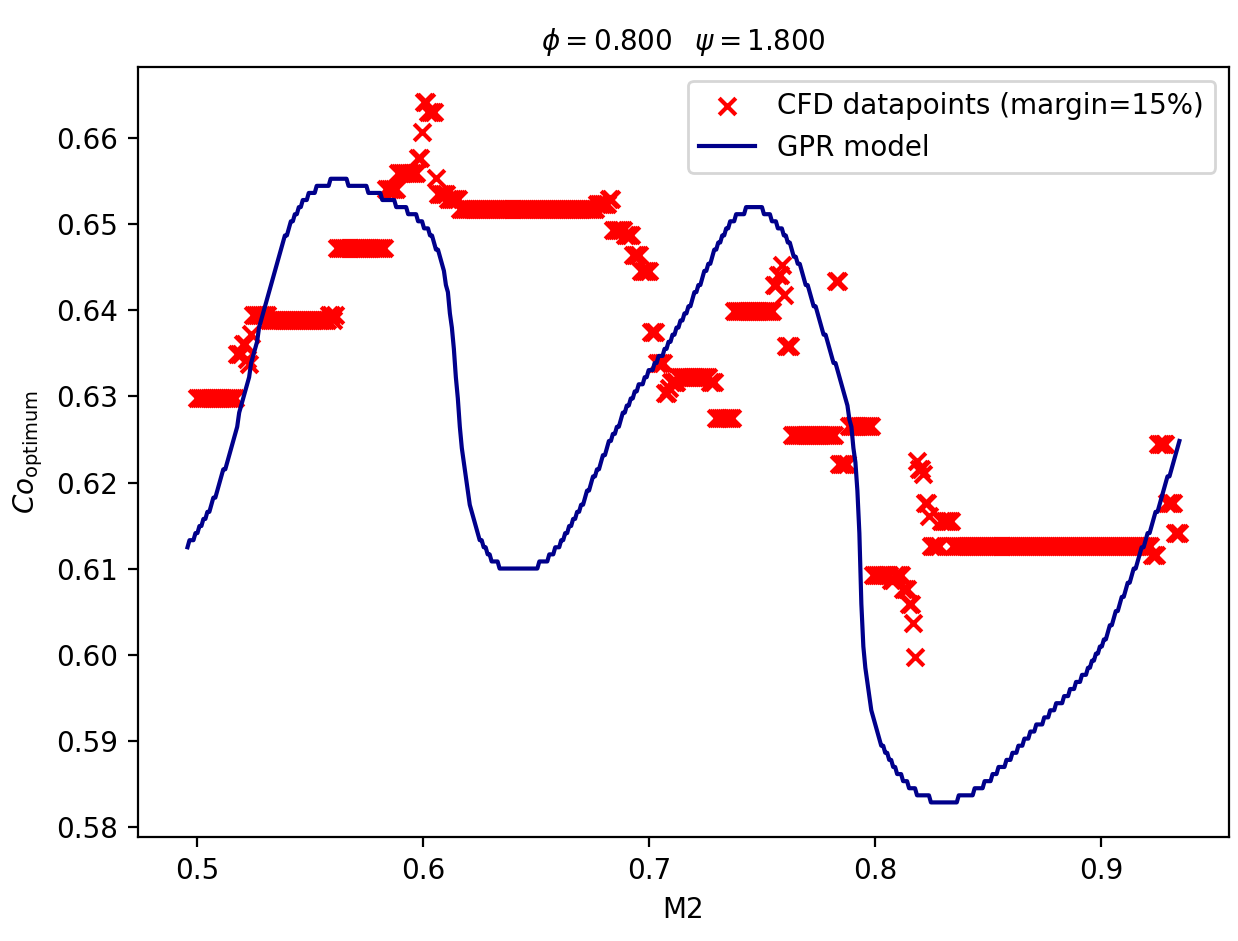 ϕ = 0.800 ψ = 1.800
CFD datapoints (margin=15%)
GPR model
0.66
0.65
0.64
0.63
0.62
0.61
0.60
0.59
0.58
Co_optimum
0.5 0.6 0.7 0.8 0.9
M2